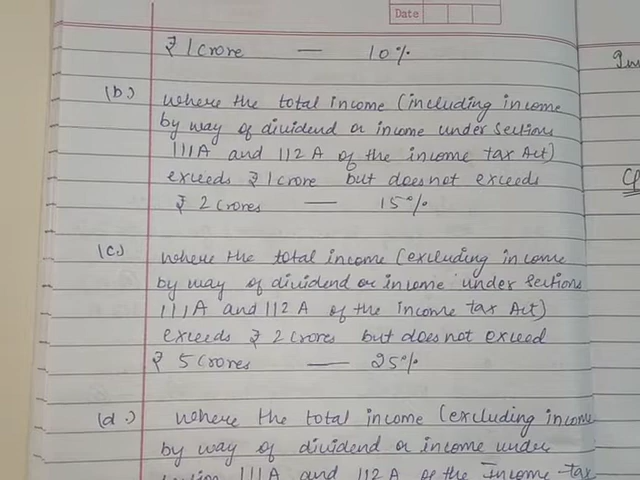 Date
₹ 1 Crore — 10%
(b) where the total income (including income
by way of dividend or income under sections
111A and 112A of the income tax Act)
exceeds ₹ 1 Crore but does not exceeds
₹ 2 Crores — 15%
(c) where the total income (excluding income
by way of dividend or income under sections
111A and 112A of the Income tax Act)
exceeds ₹ 2 Crores but does not exceed
₹ 5 Crores — 25%
(d) where the total income (excluding income
by way of dividend or income under
111A and 112A of the Income Tax